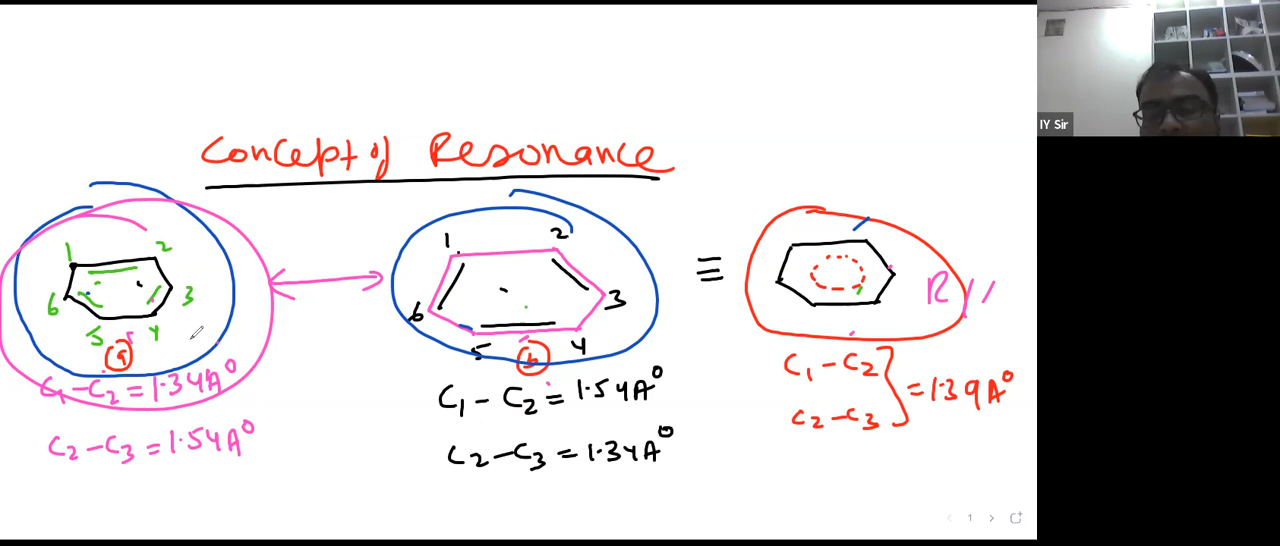 Concept of Resonance
1 2 3 4 5 6
a
C1 – C2 = 1.34A°
C2 – C3 = 1.54A°
1 2 3 4 5 6
b
C1 – C2 = 1.54A°
C2 – C3 = 1.34A°
≡
R //
C1 – C2
C2 – C3
} = 1.39A°
IY Sir
1